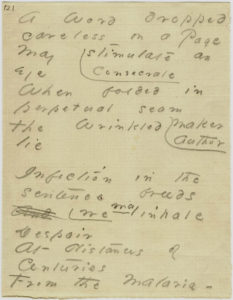 (2)
A Word dropped
careless on a Page
May (stimulate an
eye (Consecrate
When folded in
perpetual seam
the Wrinkled (maker
lie (Author
Infection in the
sentence breeds
(we may inhale
Despair
At distances of
Centuries
From the Malaria -